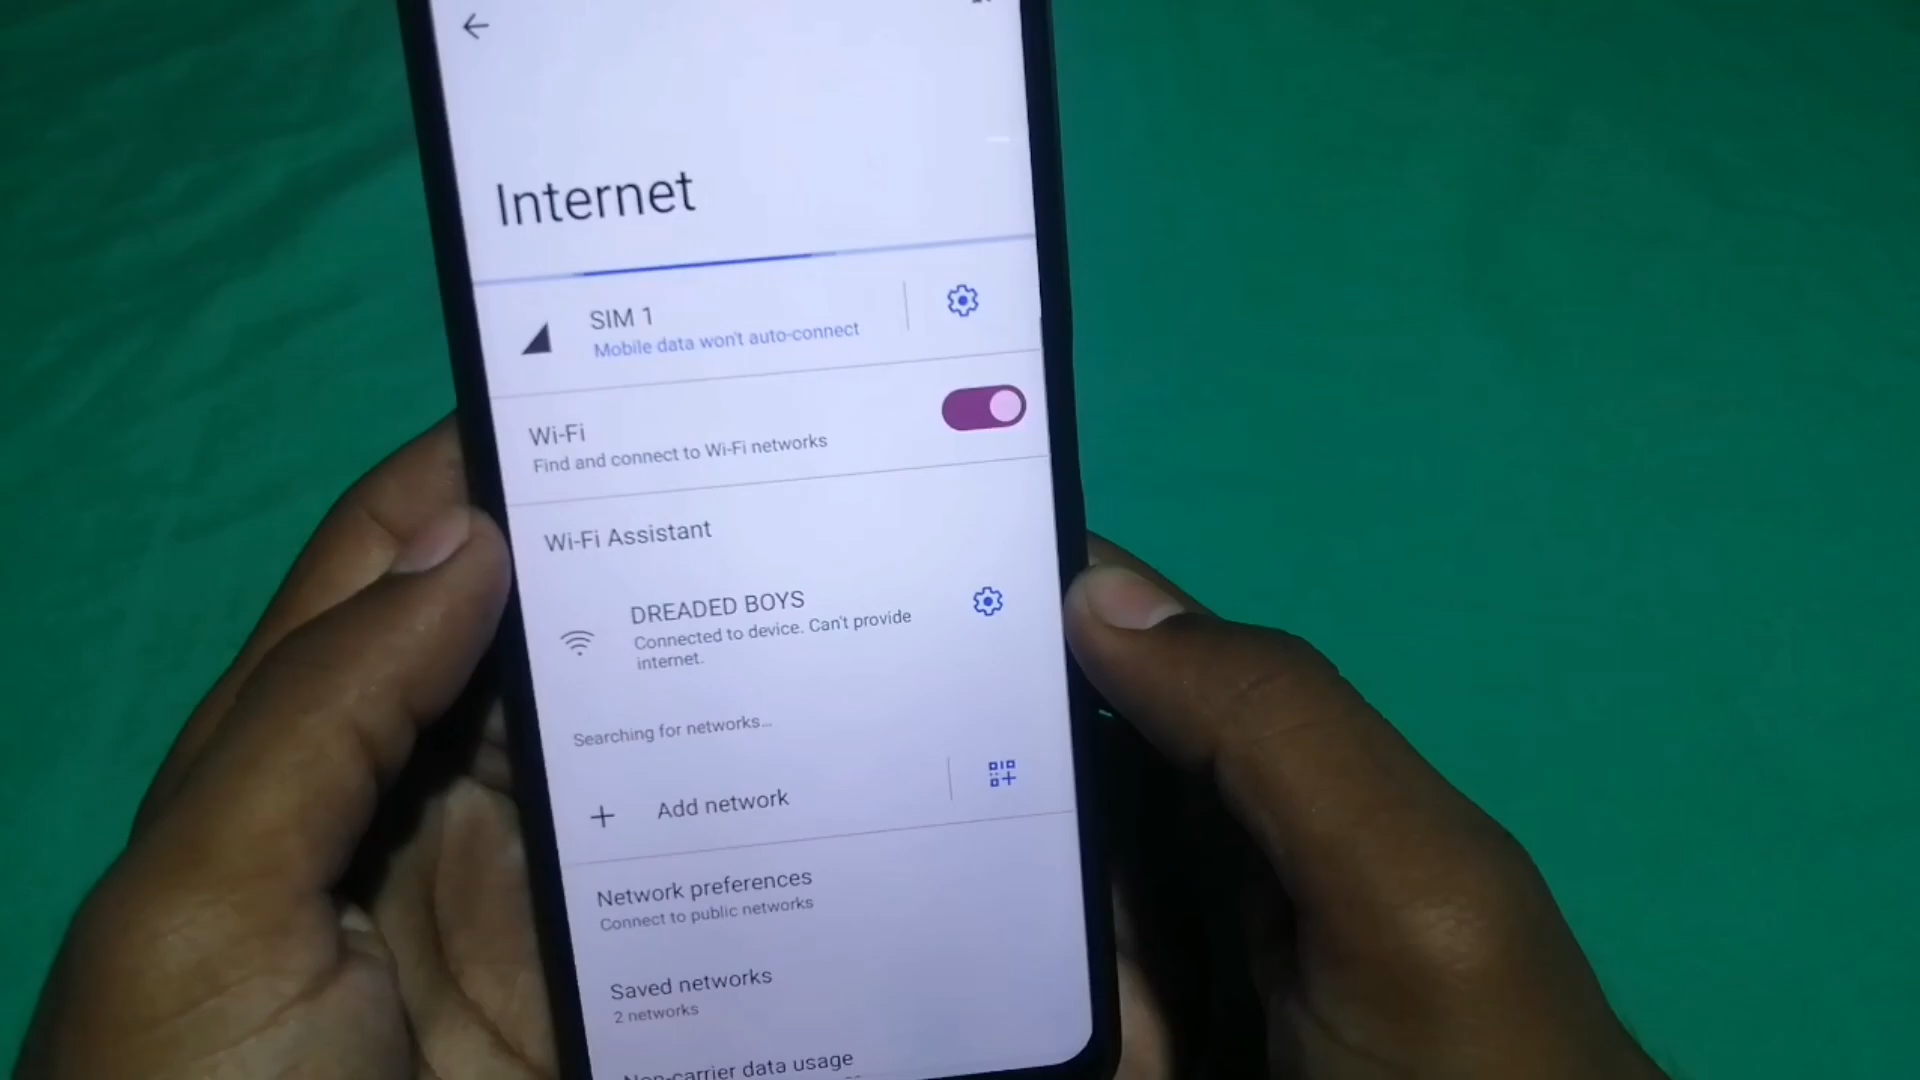 Internet
SIM 1
Mobile data won't auto-connect
Wi-Fi
Find and connect to Wi-Fi networks
Wi-Fi Assistant
DREADED BOYS
Connected to device. Can't provide
internet.
Searching for networks…
Add network
Network preferences
Connect to public networks
Saved networks
2 networks
Non-carrier data usage